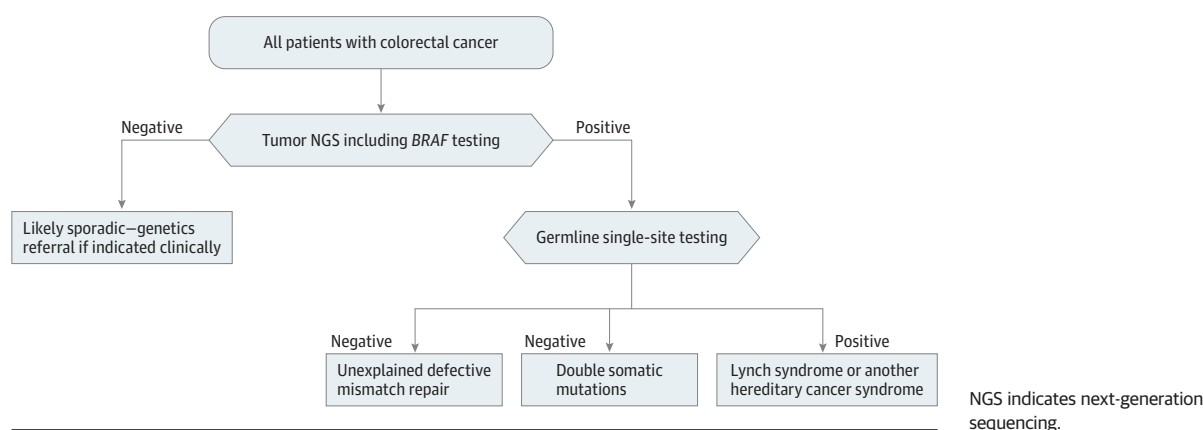 All patients with colorectal cancer
Negative
Tumor NGS including BRAF testing
Positive
Likely sporadic—genetics
referral if indicated clinically
Germline single-site testing
Negative
Unexplained defective
mismatch repair
Negative
Double somatic
mutations
Positive
Lynch syndrome or another
hereditary cancer syndrome
NGS indicates next-generation
sequencing.